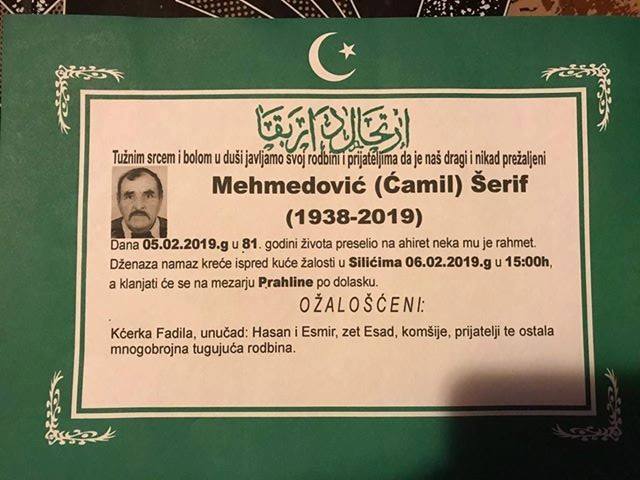 ارتحال دار بقا
Tužnim srcem i bolom u duši javljamo svoj rodbini i prijateljima da je naš dragi i nikad prežaljeni
Mehmedović (Ćamil) Šerif
(1938-2019)
Dana 05.02.2019.g u 81. godini života preselio na ahiret neka mu je rahmet.
Dženaza namaz kreće ispred kuće žalosti u Silićima 06.02.2019.g u 15:00h,
a klanjati će se na mezarju Prahline po dolasku.
OŽALOŠĆENI:
Kćerka Fadila, unučad: Hasan i Esmir, zet Esad, komšije, prijatelji te ostala
mnogobrojna tugujuća rodbina.